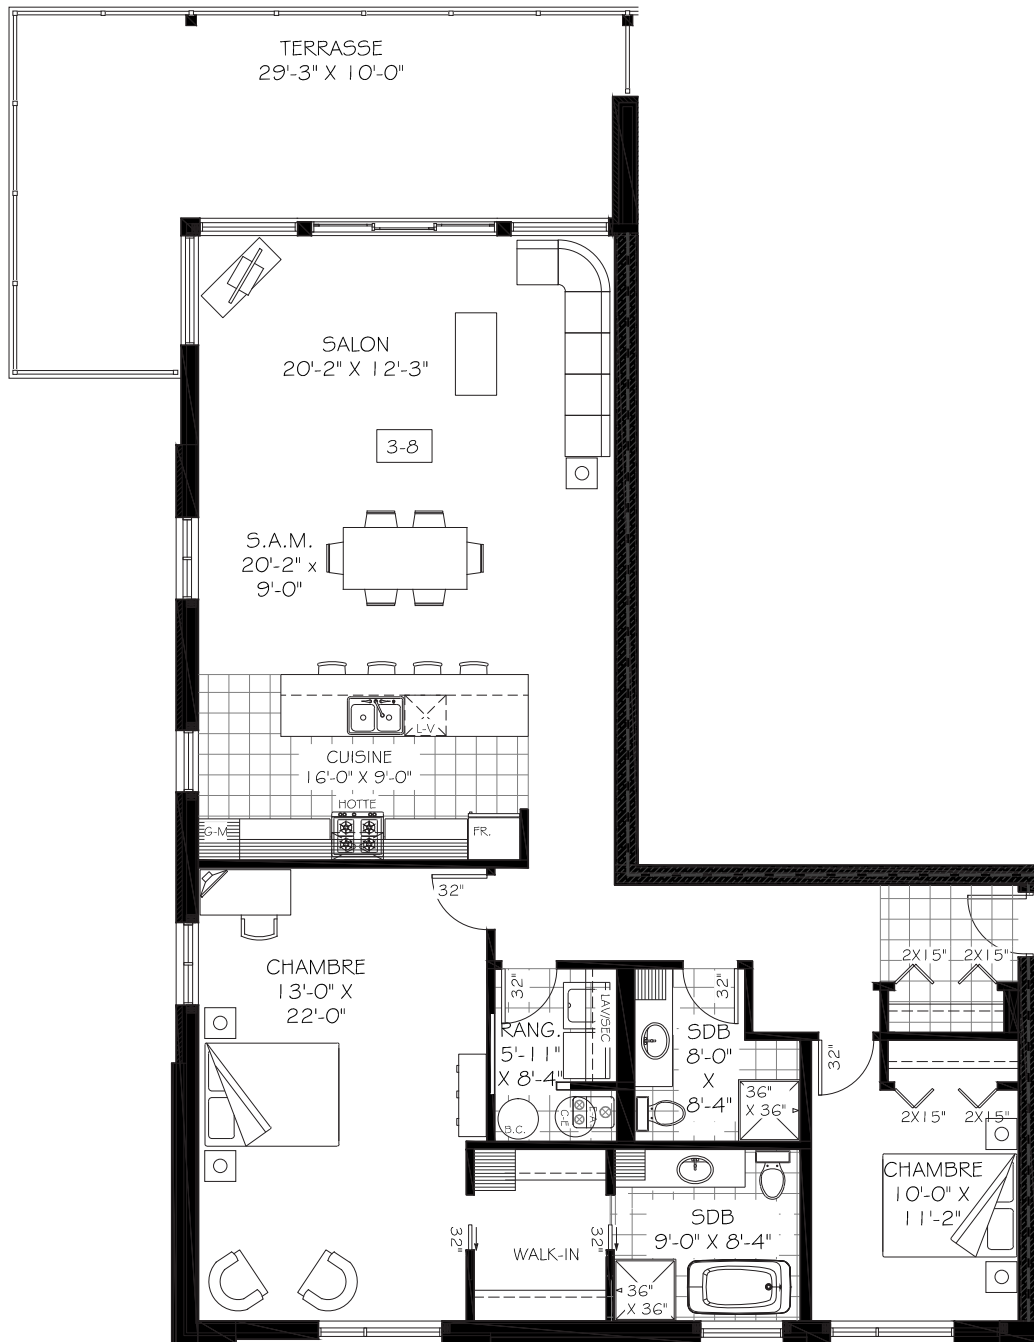 TERRASSE
29'-3" X 10'-0"
SALON
20'-2" X 12'-3"
3-8
S.A.M.
20'-2" x
9'-0"
L-V
CUISINE
16'-0" X 9'-0"
HOTTE
G-M
FR.
32"
CHAMBRE
13'-0" X
22'-0"
2X15" 2X15"
32"
32"
LAV/SEC
RANG.
5'-11"
X 8'-4"
SDB
8'-0"
X
8'-4"
32"
36"
X 36"
B.C.
C-E
E.A.
2X15" 2X15"
CHAMBRE
10'-0" X
11'-2"
SDB
9'-0" X 8'-4"
32"
WALK-IN
32"
36"
X 36"